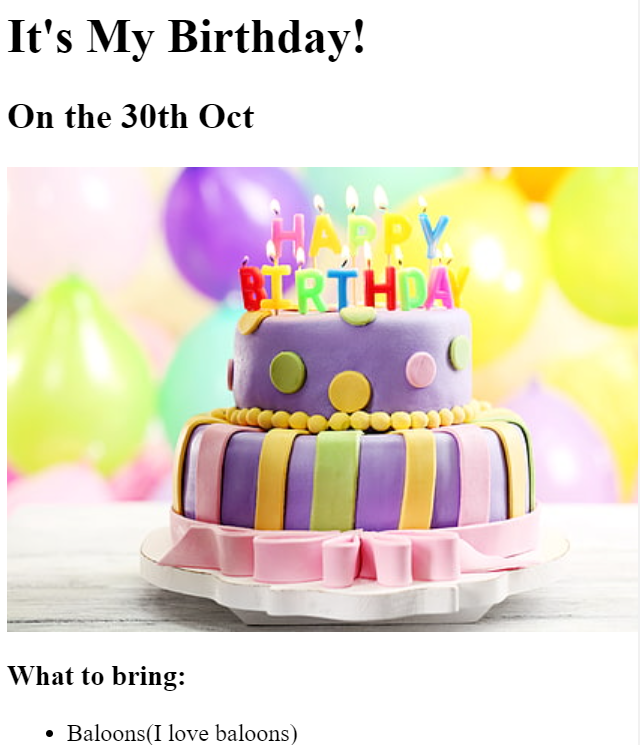 It's My Birthday!
On the 30th Oct
HAPPY
BIRTHDAY
What to bring:
• Baloons(I love baloons)